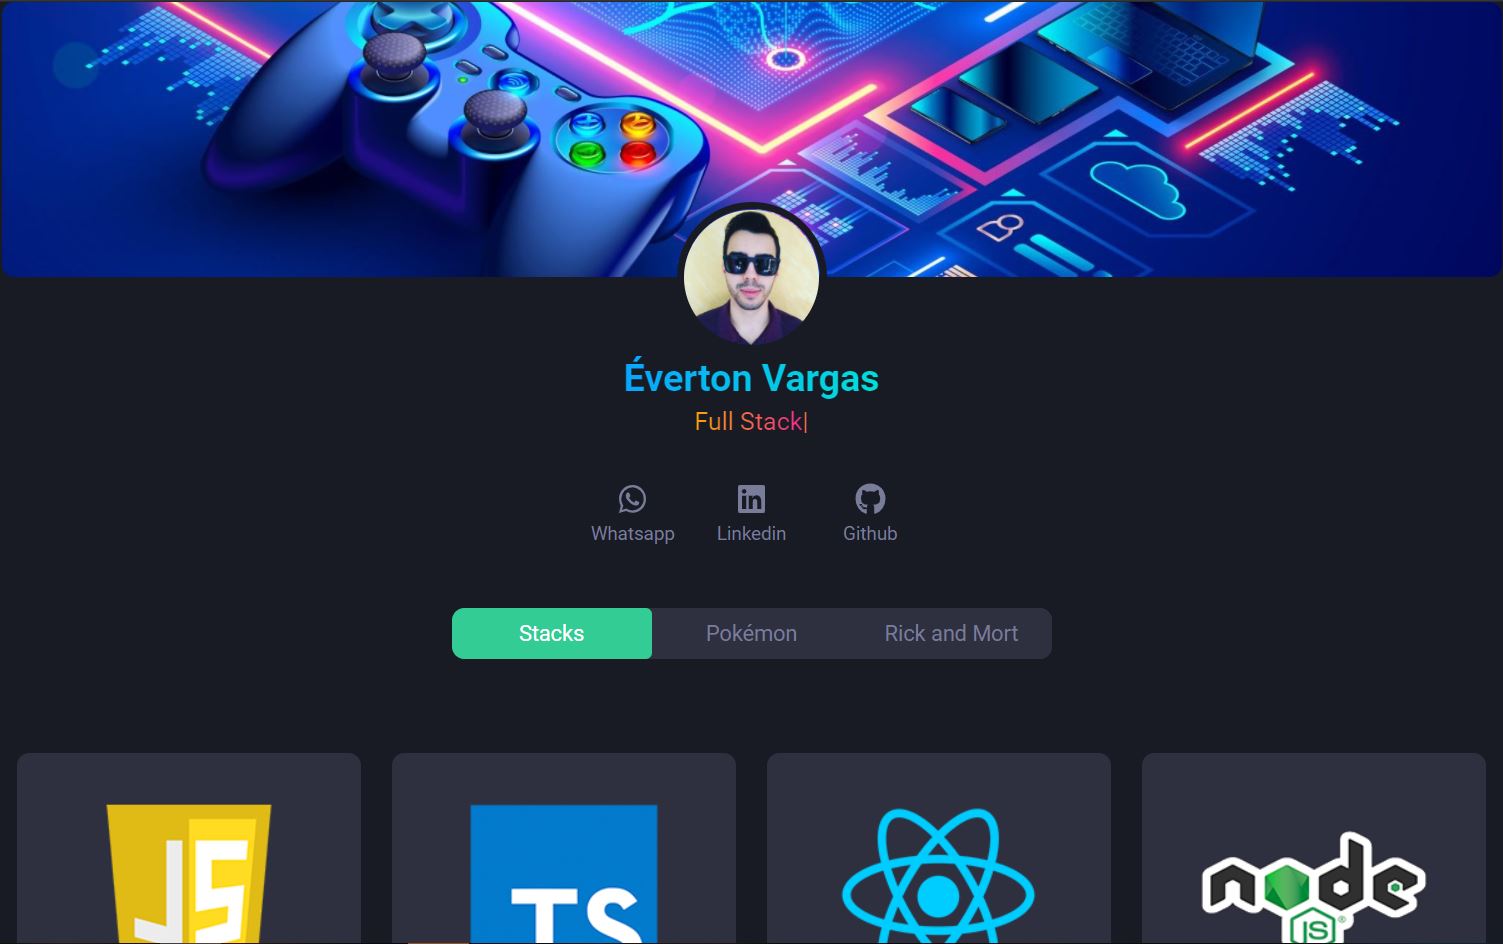 Éverton Vargas
Full Stack|
Whatsapp
Linkedin
Github
Stacks
Pokémon
Rick and Mort
JS
TS
node
JS